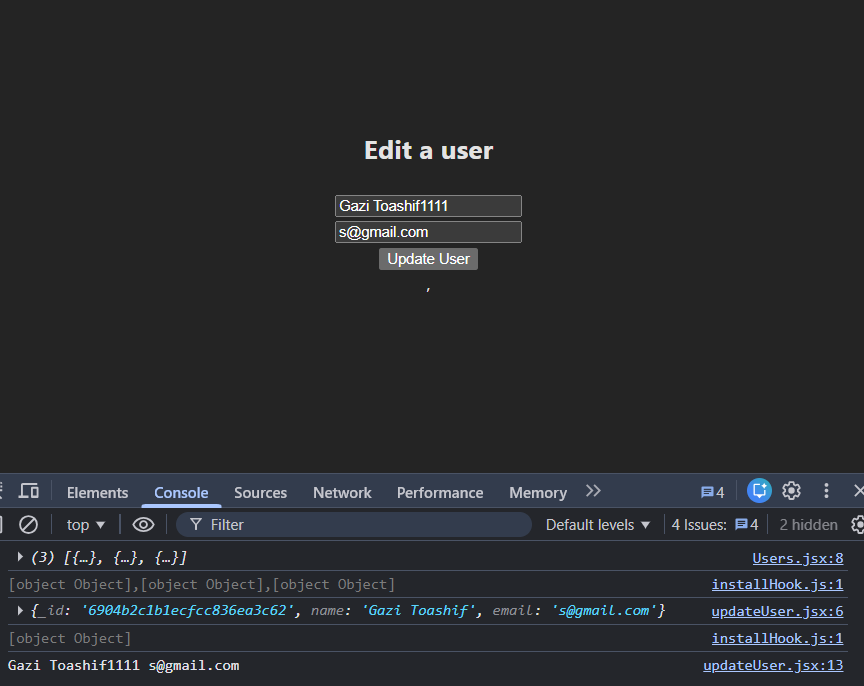 Edit a user
Gazi Toashif1111
s@gmail.com
Update User
,
Elements Console Sources Network Performance Memory 4
top Filter Default levels 4 Issues: 4 2 hidden
(3) [{…}, {…}, {…}] Users.jsx:8
[object Object],[object Object],[object Object] installHook.js:1
{_id: '6904b2c1b1ecfcc836ea3c62', name: 'Gazi Toashif', email: 's@gmail.com'} updateUser.jsx:6
[object Object] installHook.js:1
Gazi Toashif1111 s@gmail.com updateUser.jsx:13